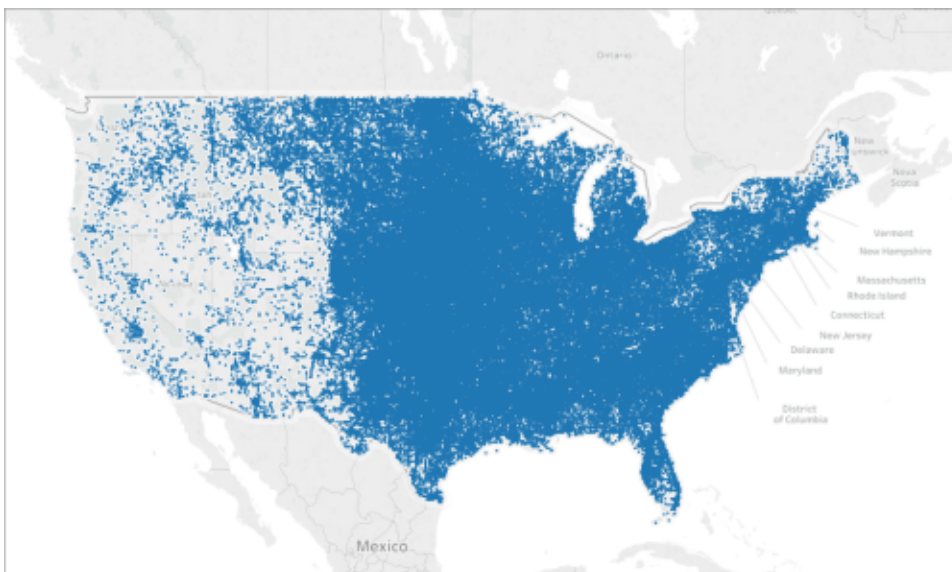 Ontario
New
Nova
Scotia
Vermont
New Hampshire
Massachusetts
Rhode Island
Connecticut
New Jersey
Delaware
Maryland
District
of Columbia
Mexico